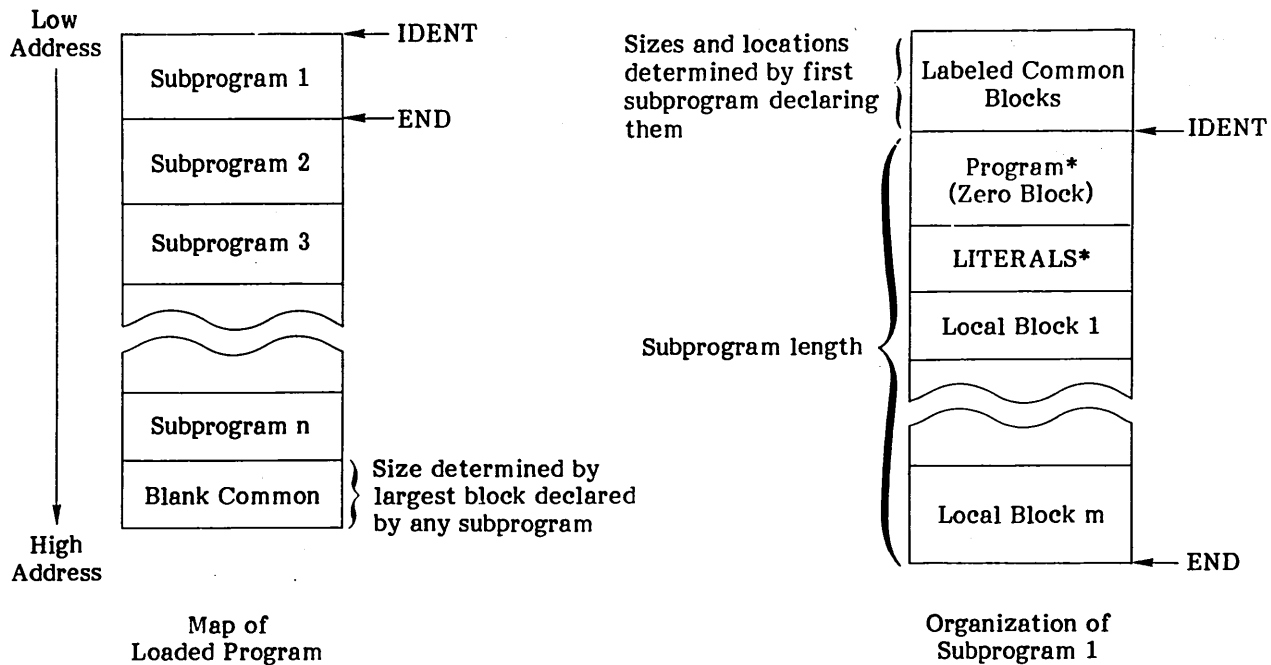 Low
Address
High
Address
IDENT
Subprogram 1
END
Subprogram 2
Subprogram 3
Subprogram n
Blank Common
Size determined by
largest block declared
by any subprogram
Map of
Loaded Program
Sizes and locations
determined by first
subprogram declaring
them
Labeled Common
Blocks
IDENT
Program*
(Zero Block)
LITERALS*
Local Block 1
Subprogram length
Local Block m
END
Organization of
Subprogram 1